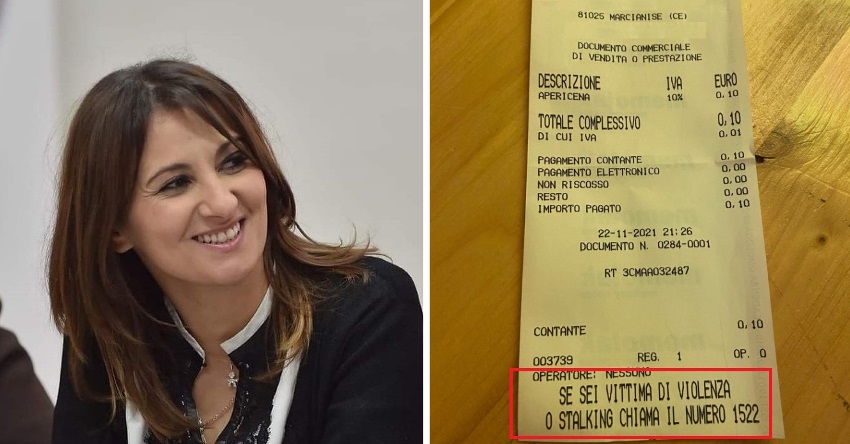 81025 MARCIANISE (CE)
DOCUMENTO COMMERCIALE
DI VENDITA O PRESTAZIONE
DESCRIZIONE IVA EURO
APERICENA 10% 0,10
TOTALE COMPLESSIVO 0,10
DI CUI IVA 0,01
PAGAMENTO CONTANTE 0,10
PAGAMENTO ELETTRONICO 0,00
NON RISCOSSO 0,00
RESTO 0,00
IMPORTO PAGATO 0,10
22-11-2021 21:26
DOCUMENTO N. 0284-0001
RT 3CMAA032487
CONTANTE 0,10
003739 REG. 1 OP. 0
OPERATORE: NESSUNO
SE SEI VITTIMA DI VIOLENZA
O STALKING CHIAMA IL NUMERO 1522